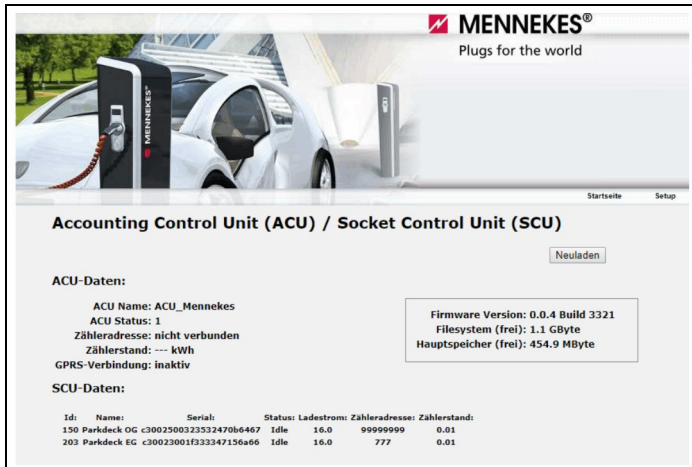 MENNEKES®
Plugs for the world
MENNEKES®
Startseite Setup
Accounting Control Unit (ACU) / Socket Control Unit (SCU)
Neuladen
ACU-Daten:
ACU Name: ACU_Mennekes
ACU Status: 1
Zähleradresse: nicht verbunden
Zählerstand: --- kWh
GPRS-Verbindung: inaktiv
Firmware Version: 0.0.4 Build 3321
Filesystem (frei): 1.1 GByte
Hauptspeicher (frei): 454.9 MByte
SCU-Daten:
Id: Name: Serial: Status: Ladestrom: Zähleradresse: Zählerstand:
150 Parkdeck OG c3002500323532470b6467 Idle 16.0 99999999 0.01
203 Parkdeck EG c30023001f333347156a66 Idle 16.0 777 0.01